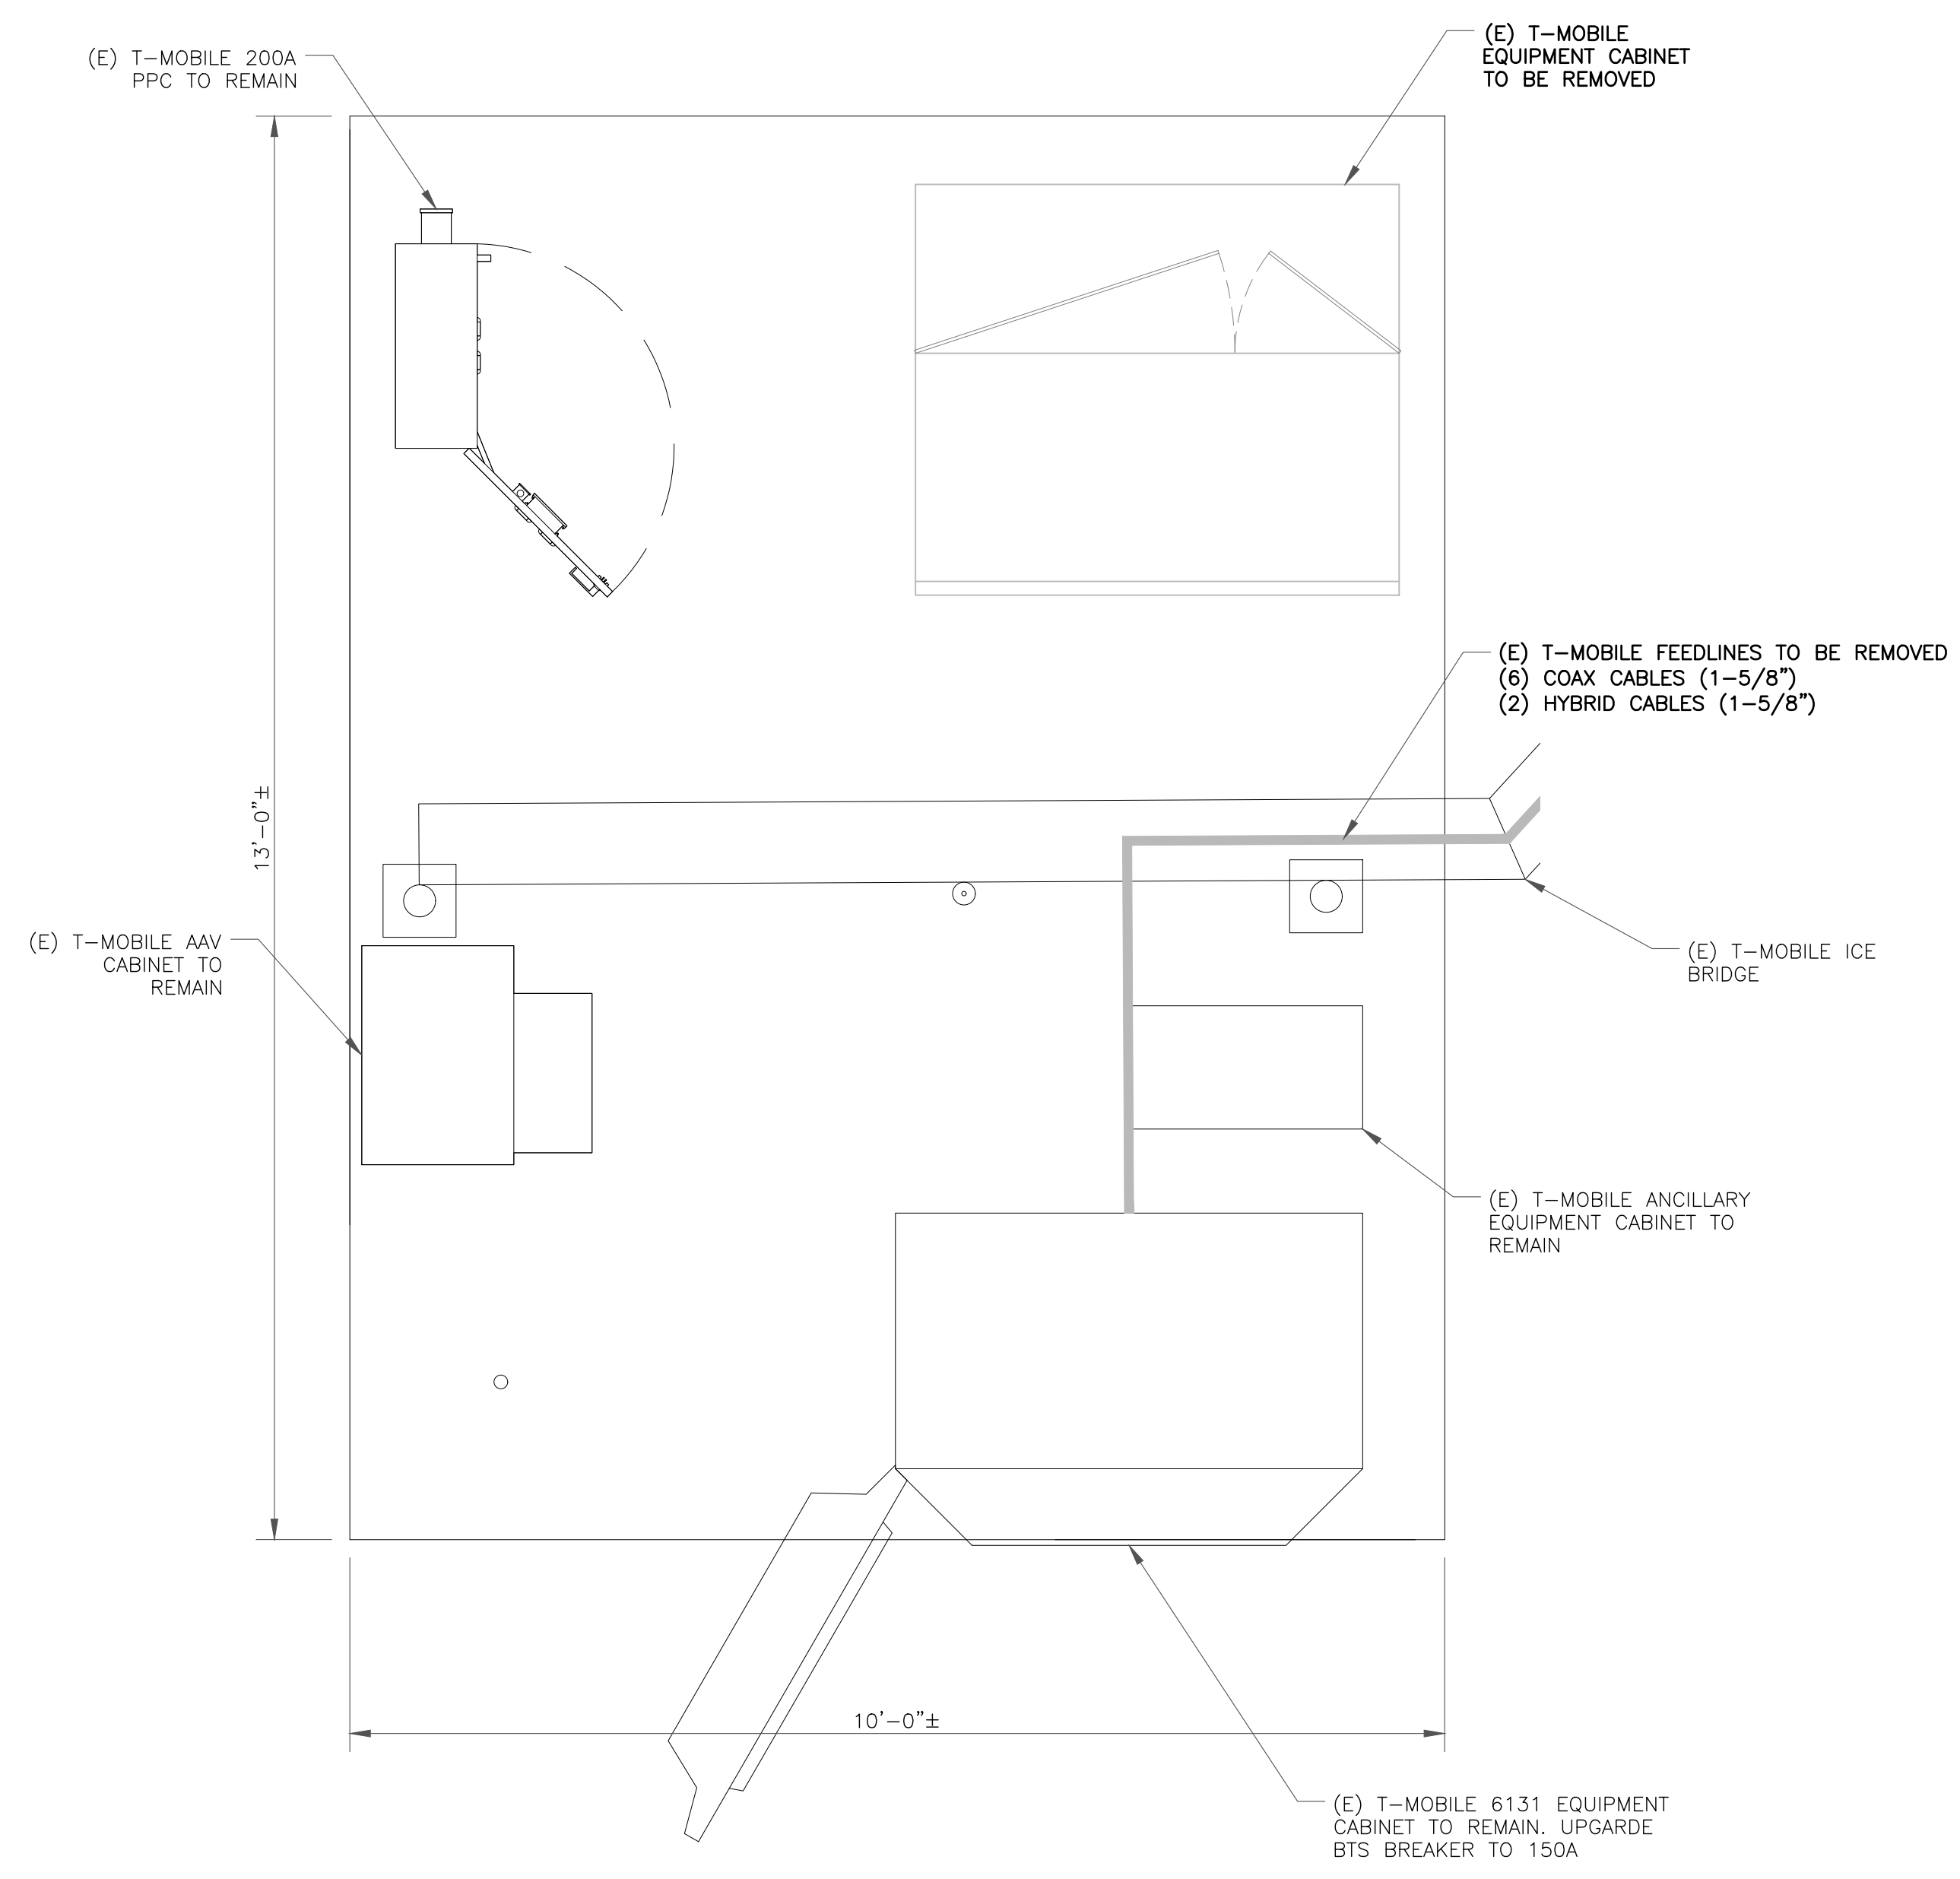 (E) T-MOBILE 200A
PPC TO REMAIN
(E) T-MOBILE
EQUIPMENT CABINET
TO BE REMOVED
(E) T-MOBILE FEEDLINES TO BE REMOVED
(6) COAX CABLES (1-5/8")
(2) HYBRID CABLES (1-5/8")
13'-0"±
(E) T-MOBILE AAV
CABINET TO
REMAIN
(E) T-MOBILE ICE
BRIDGE
(E) T-MOBILE ANCILLARY
EQUIPMENT CABINET TO
REMAIN
10'-0"±
(E) T-MOBILE 6131 EQUIPMENT
CABINET TO REMAIN. UPGARDE
BTS BREAKER TO 150A